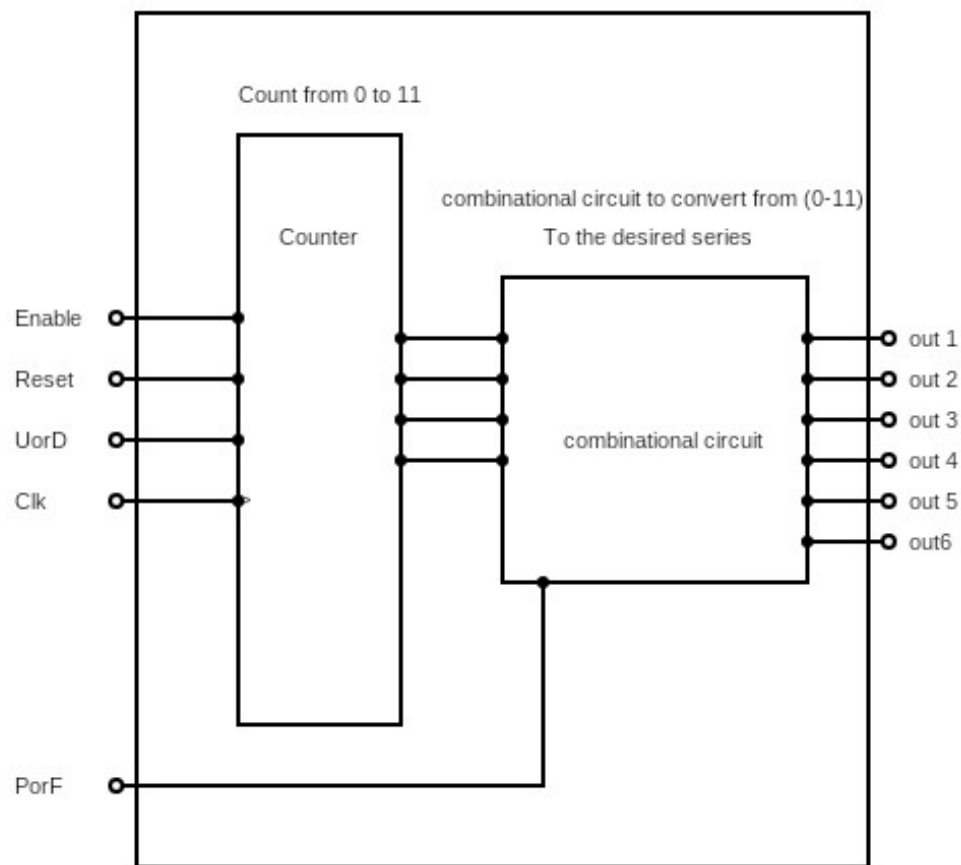 Count from 0 to 11
combinational circuit to convert from (0-11)
To the desired series
Counter
Enable
Reset
UorD
Clk
combinational circuit
out 1
out 2
out 3
out 4
out 5
out6
PorF